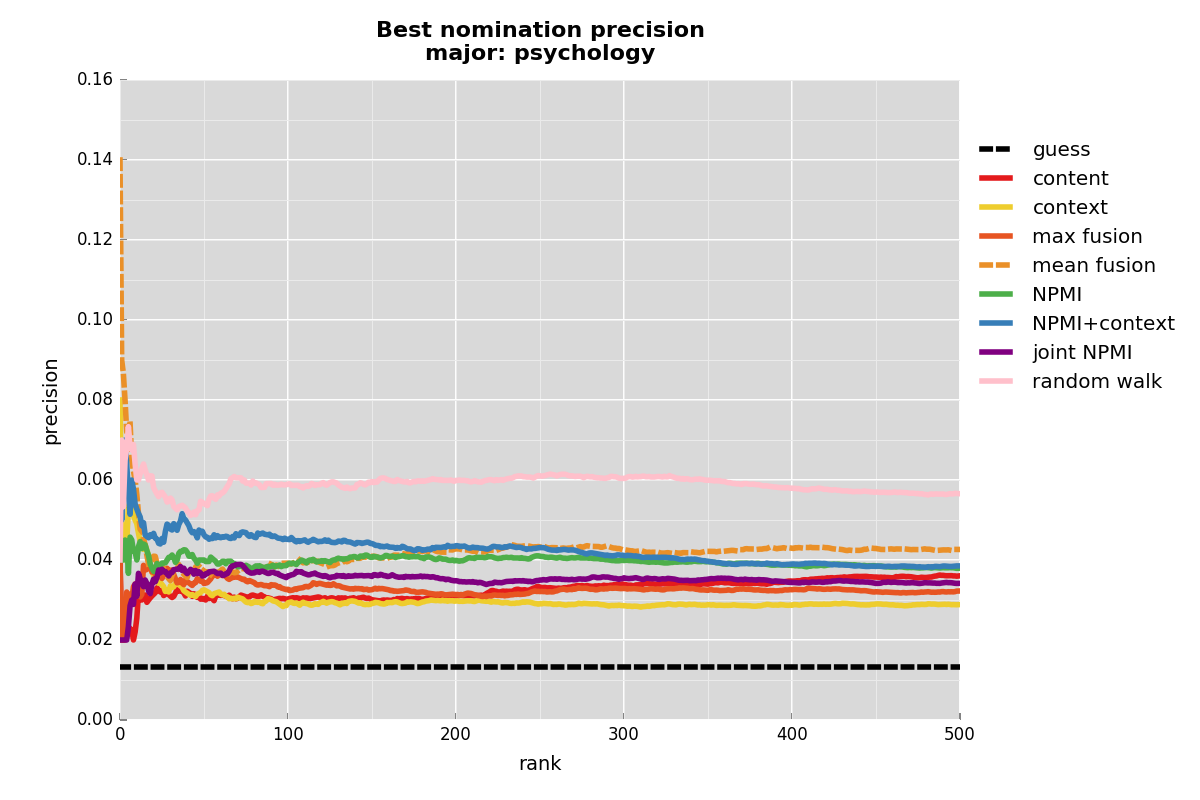 Best nomination precision
major: psychology
precision
0.16
0.14
0.12
0.10
0.08
0.06
0.04
0.02
0.00
0
100
200
300
400
500
rank
guess
content
context
max fusion
mean fusion
NPMI
NPMI+context
joint NPMI
random walk